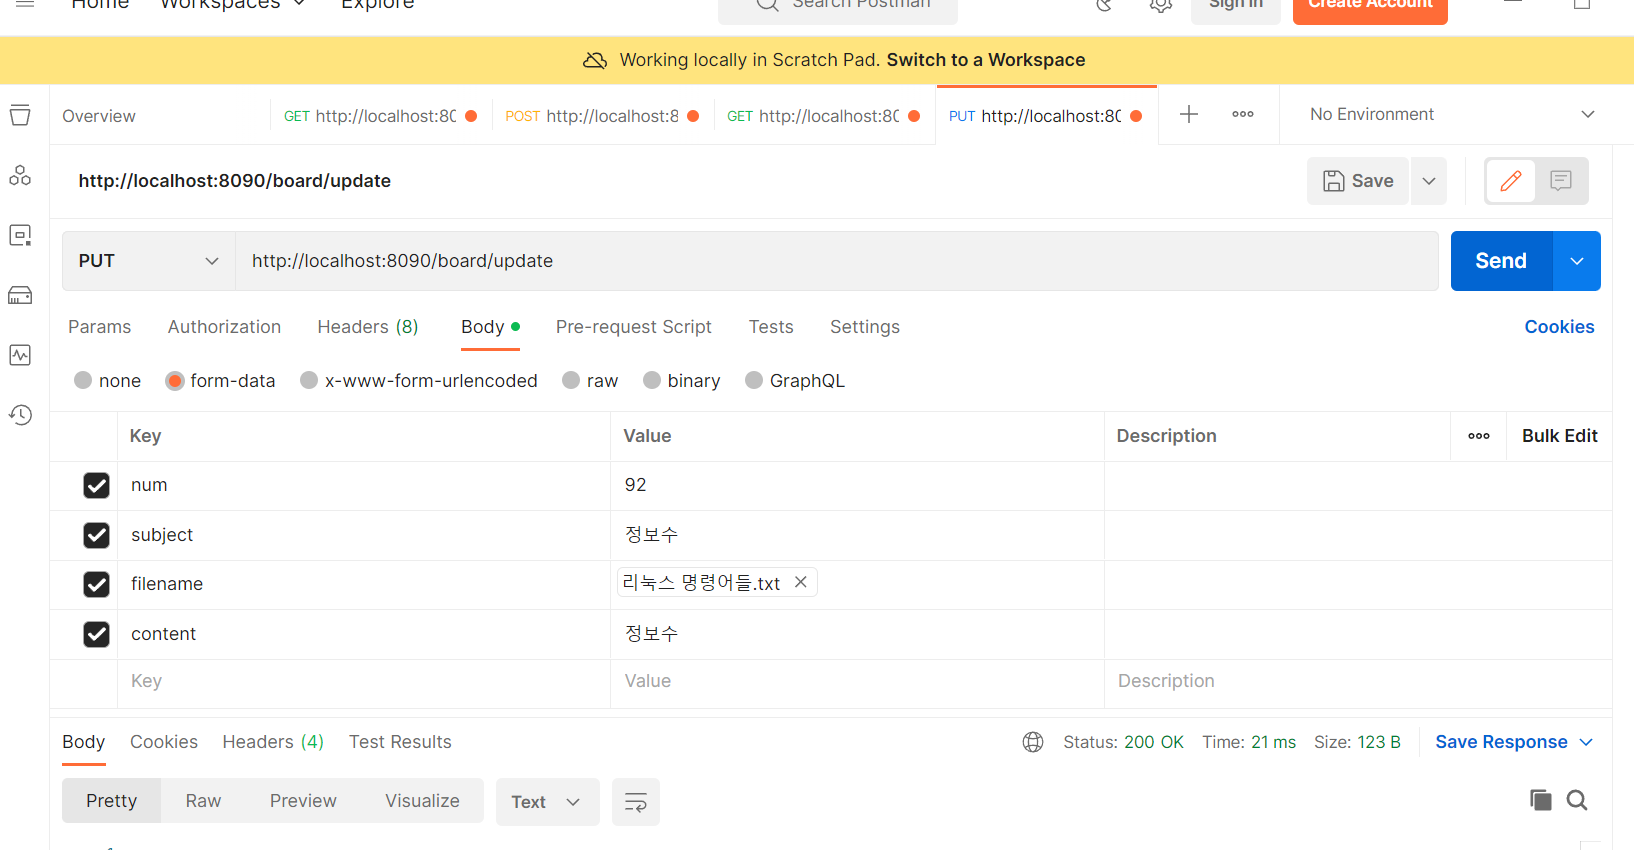 Home Workspaces Explore Search Postman Sign In Create Account
Working locally in Scratch Pad. Switch to a Workspace
Overview GET http://localhost:80 POST http://localhost:8 GET http://localhost:80 PUT http://localhost:80 No Environment
http://localhost:8090/board/update Save
PUT http://localhost:8090/board/update Send
Params Authorization Headers (8) Body Pre-request Script Tests Settings Cookies
none form-data x-www-form-urlencoded raw binary GraphQL
Key Value Description Bulk Edit
num 92
subject 정보수
filename 리눅스 명령어들.txt
content 정보수
Key Value Description
Body Cookies Headers (4) Test Results Status: 200 OK Time: 21 ms Size: 123 B Save Response
Pretty Raw Preview Visualize Text